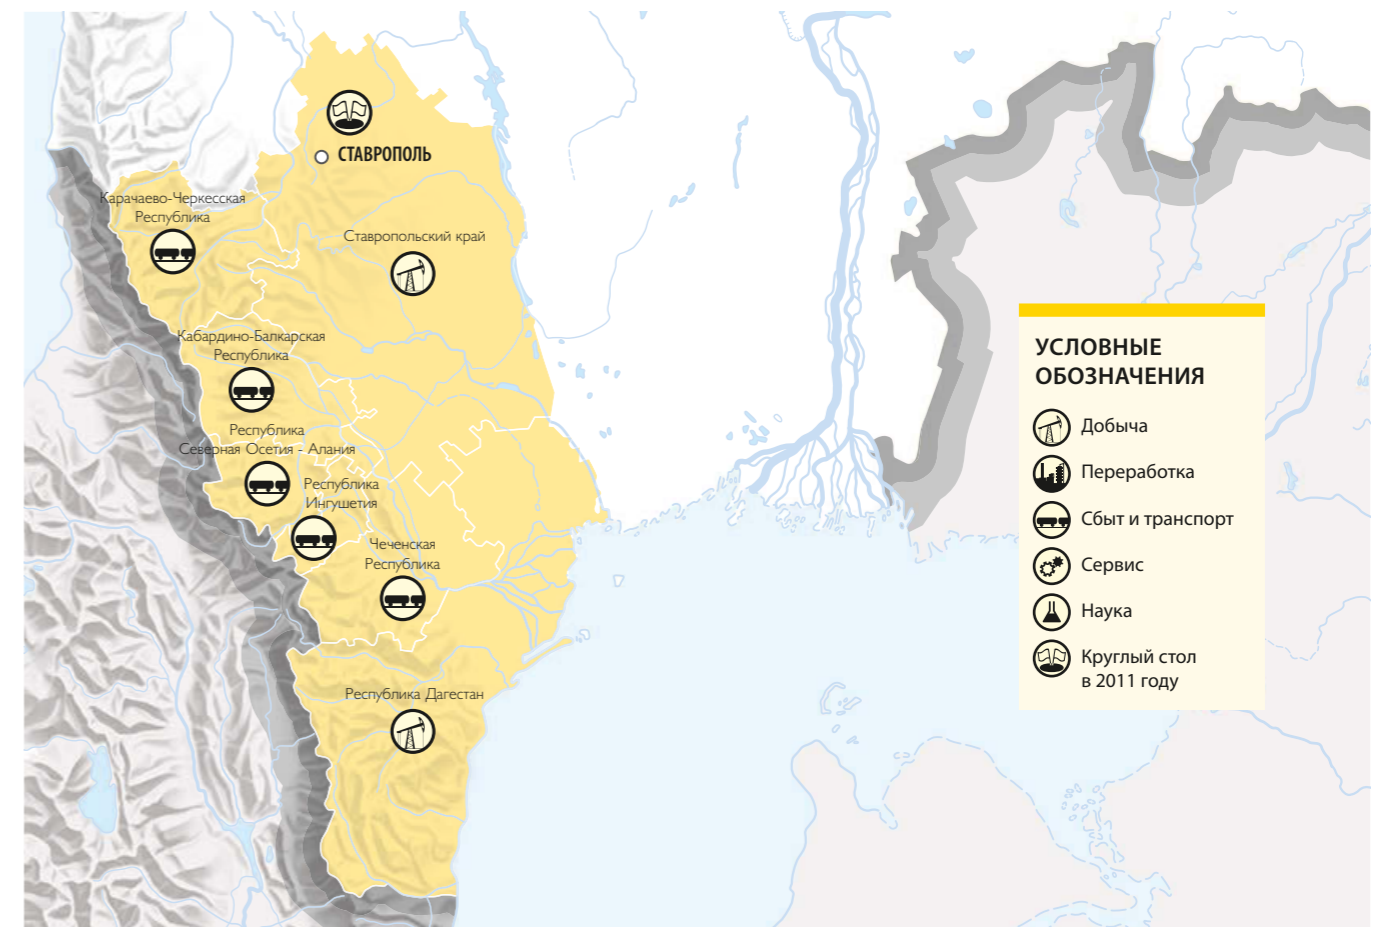 СТАВРОПОЛЬ
Карачаево-Черкесская
Республика
Ставропольский край
Кабардино-Балкарская
Республика
Республика
Северная Осетия - Алания
Республика
Ингушетия
Чеченская
Республика
Республика Дагестан
УСЛОВНЫЕ
ОБОЗНАЧЕНИЯ
Добыча
Переработка
Сбыт и транспорт
Сервис
Наука
Круглый стол
в 2011 году